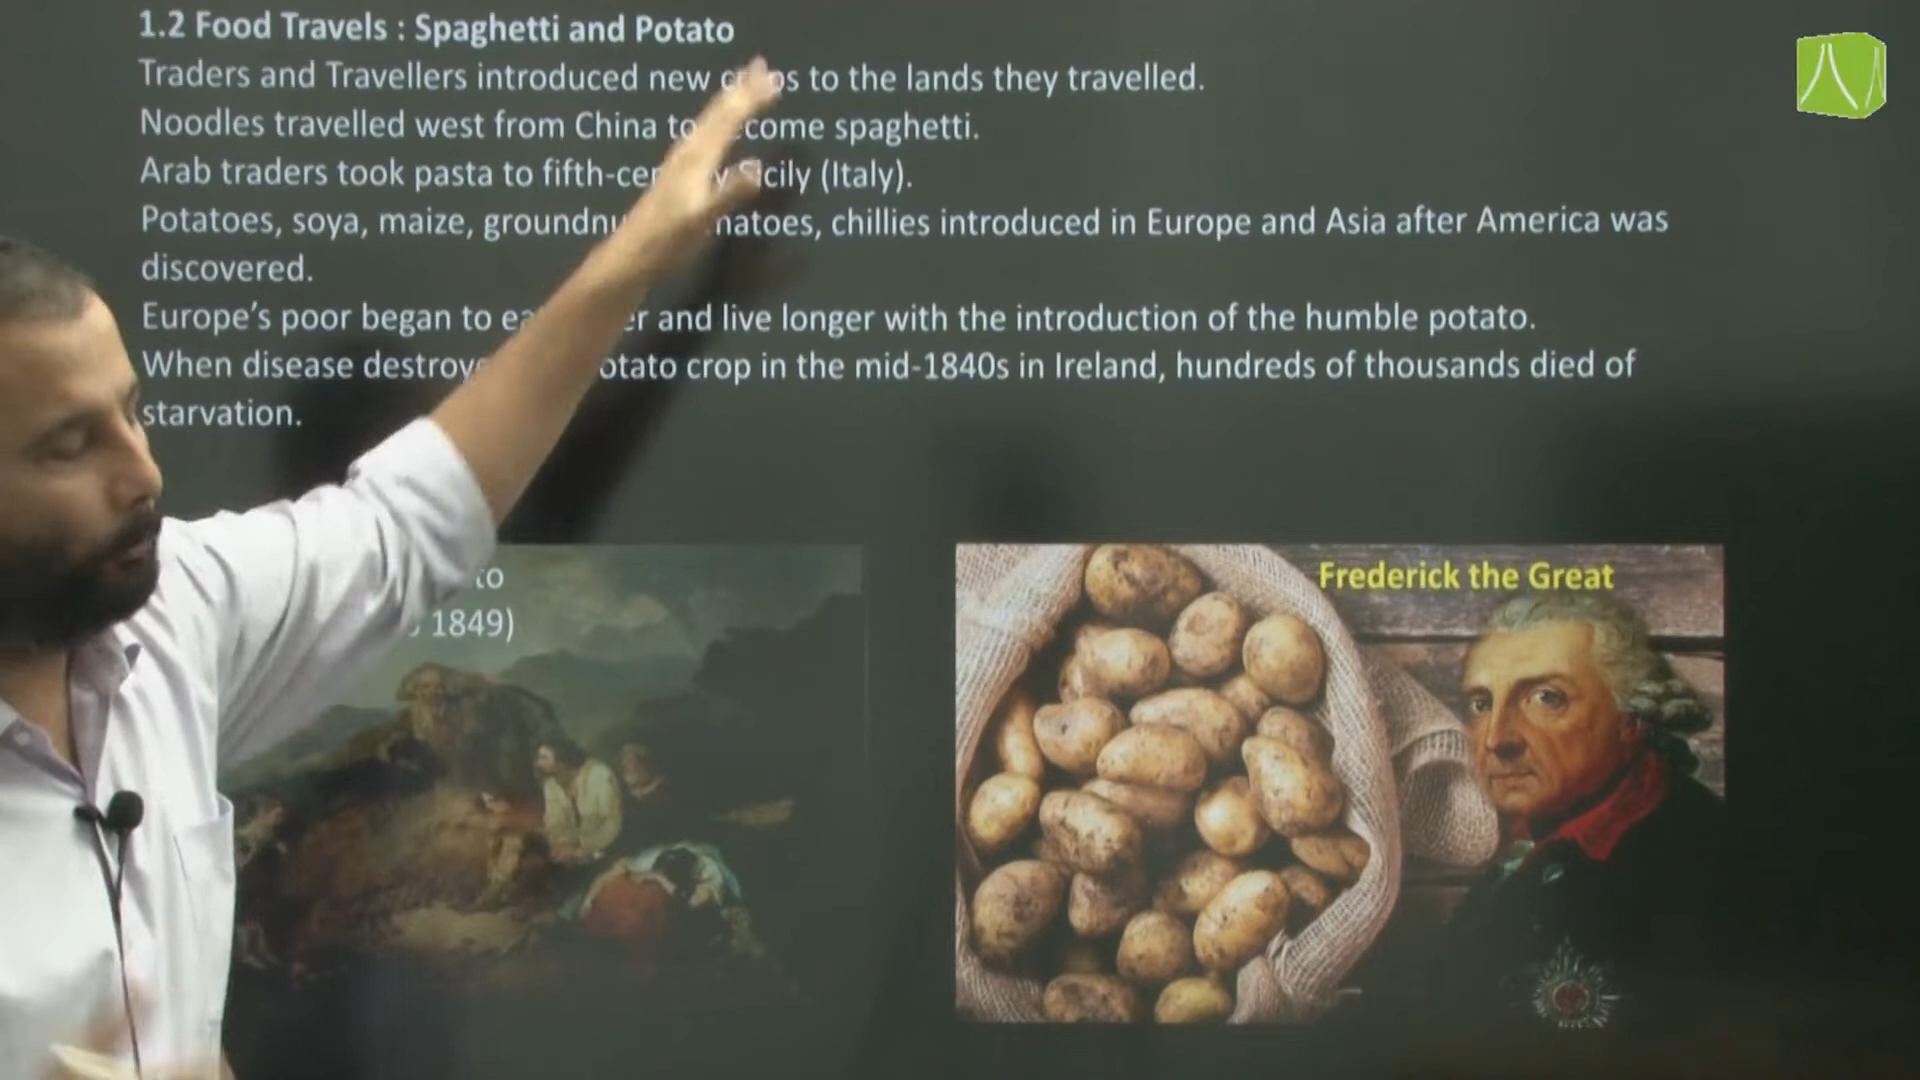 1.2 Food Travels : Spaghetti and Potato
Traders and Travellers introduced new to the lands they travelled.
Noodles travelled west from China to spaghetti.
Arab traders took pasta to Sicily (Italy).
Potatoes, soya, maize, chillies introduced in Europe and Asia after America was
discovered.
Europe's poor began to and live longer with the introduction of the humble potato.
When disease crop in the mid-1840s in Ireland, hundreds of thousands died of
starvation.
1849)
Frederick the Great